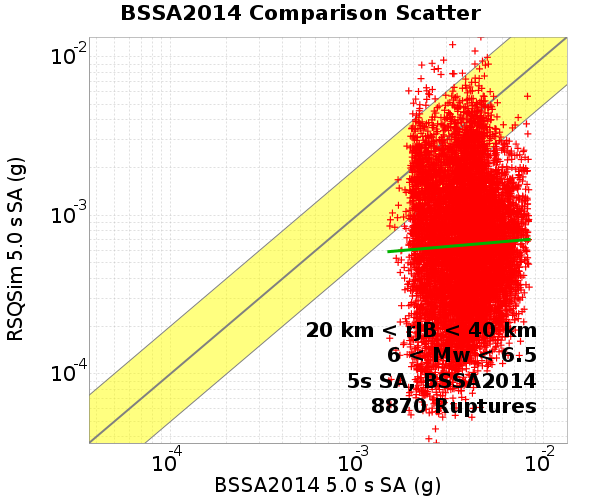 BSSA2014 Comparison Scatter
RSQSim 5.0 s SA (g)
10-2
10-3
10-4
20 km < rJB < 40 km
6 < Mw < 6.5
5s SA, BSSA2014
8870 Ruptures
10-4 10-3 10-2
BSSA2014 5.0 s SA (g)